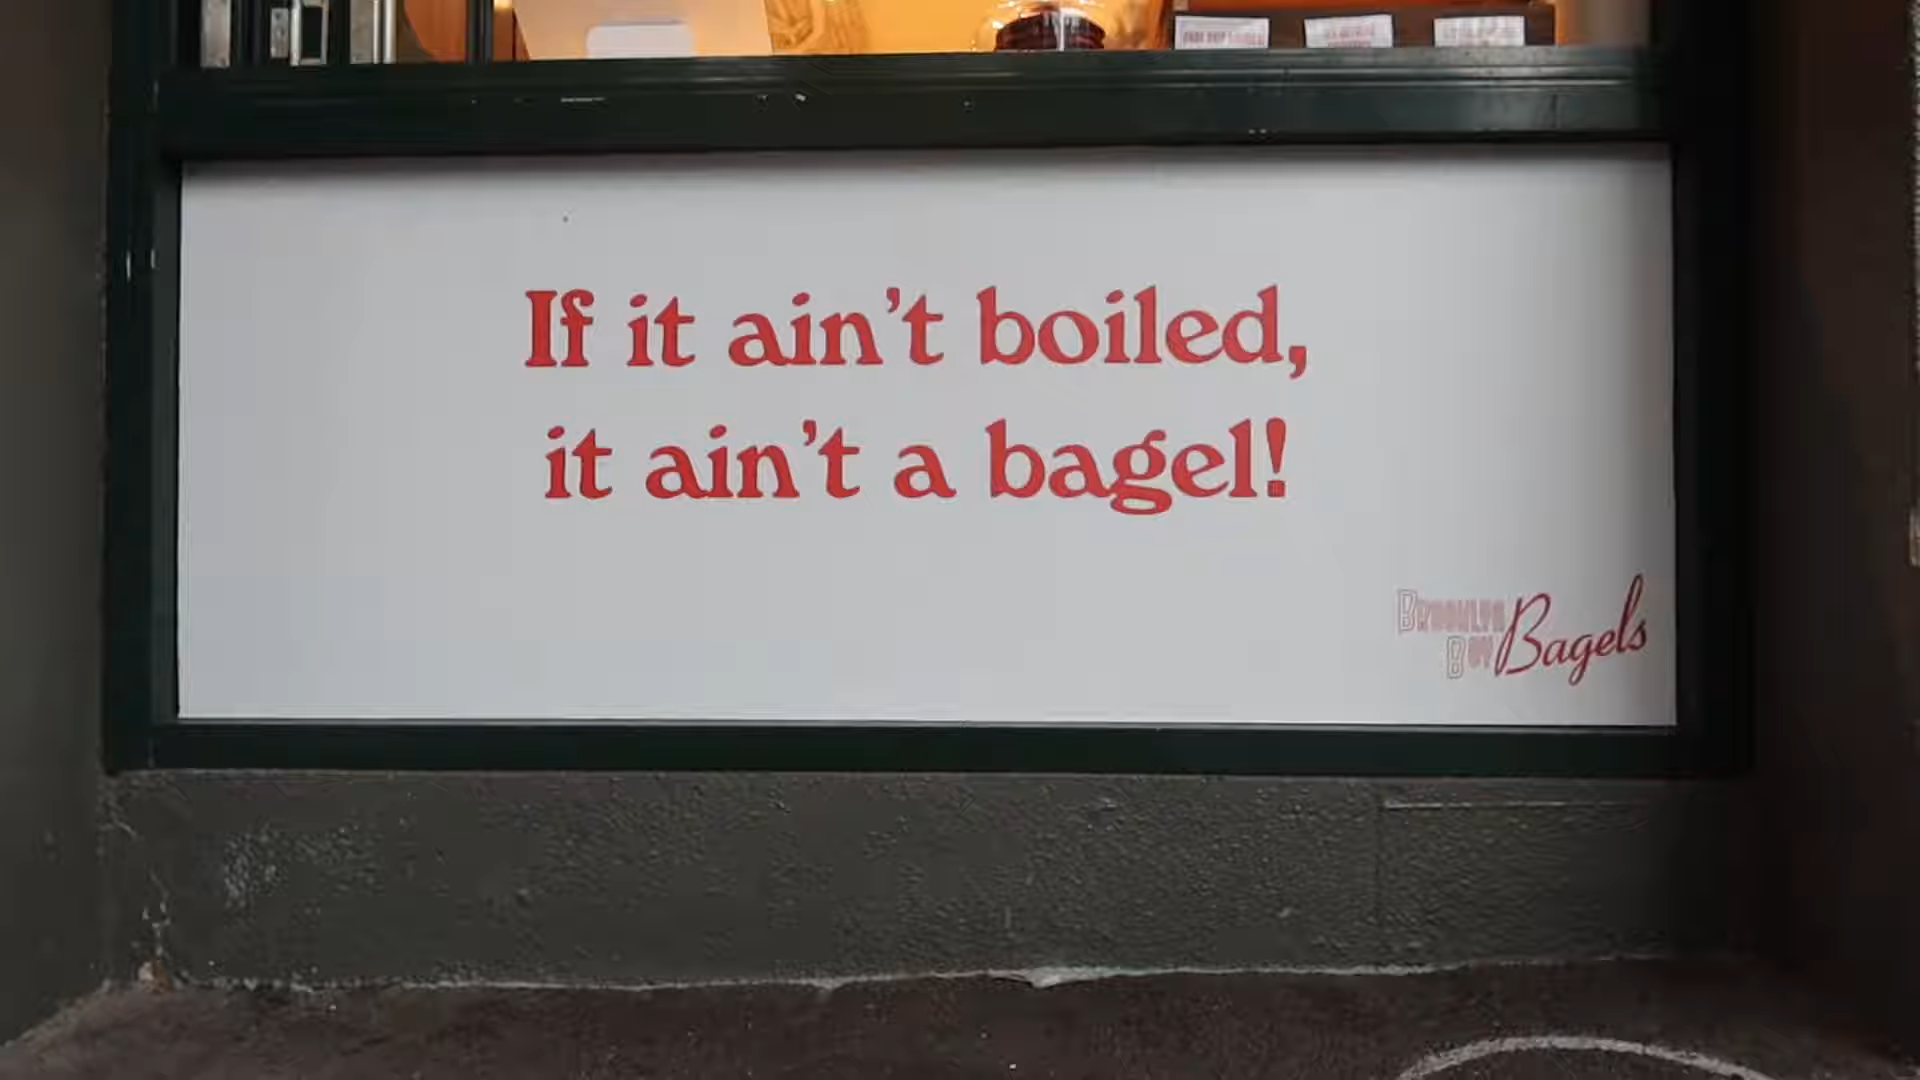 If it ain't boiled,
it ain't a bagel!
Brooklyn
Boy Bagels